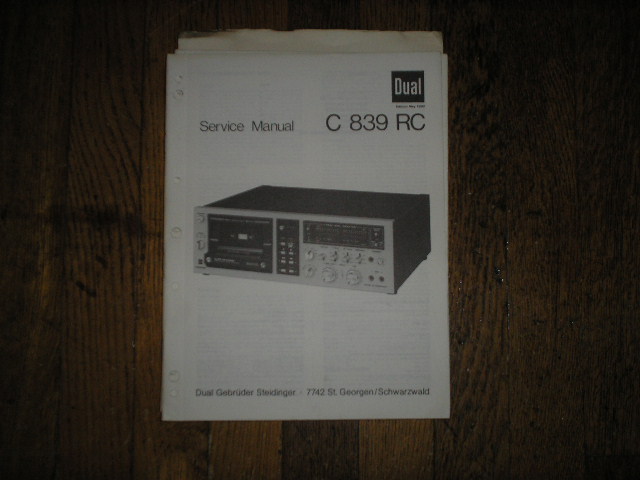 Dual
Service Manual
C 839 RC
Dual Gebrüder Steidinger · 7742 St. Georgen/Schwarzwald